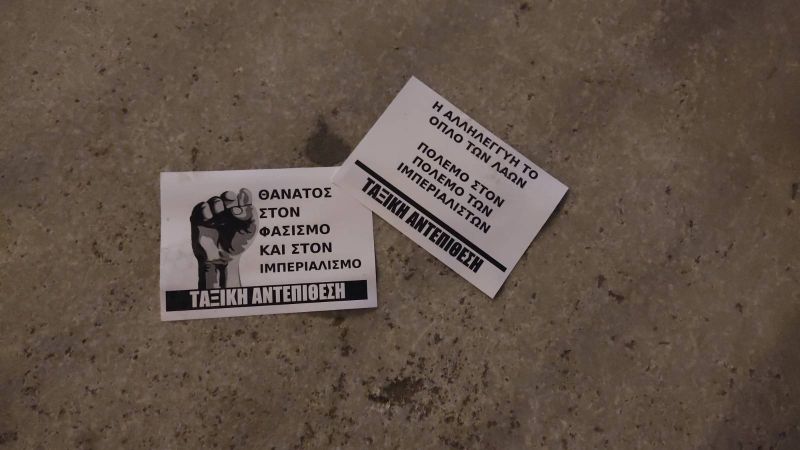 ΘΑΝΑΤΟΣ
ΣΤΟΝ
ΦΑΣΙΣΜΟ
ΚΑΙ ΣΤΟΝ
ΙΜΠΕΡΙΑΛΙΣΜΟ
ΤΑΞΙΚΗ ΑΝΤΕΠΙΘΕΣΗ
Η ΑΛΛΗΛΕΓΓΥΗ ΤΟ
ΟΠΛΟ ΤΩΝ ΛΑΩΝ
ΠΟΛΕΜΟ ΣΤΟΝ
ΠΟΛΕΜΟ ΤΩΝ
ΙΜΠΕΡΙΑΛΙΣΤΩΝ
ΤΑΞΙΚΗ ΑΝΤΕΠΙΘΕΣΗ